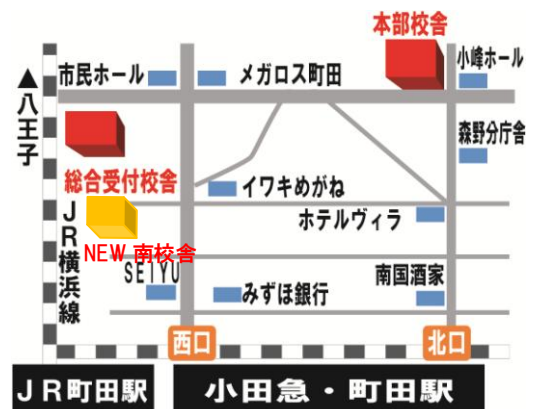 本部校舎
市民ホール
メガロス町田
小峰ホール
▲八王子
森野分庁舎
総合受付校舎
イワキめがね
ホテルヴィラ
JR横浜線
NEW 南校舎
SEIYU
みずほ銀行
南国酒家
西口
北口
JR町田駅
小田急・町田駅